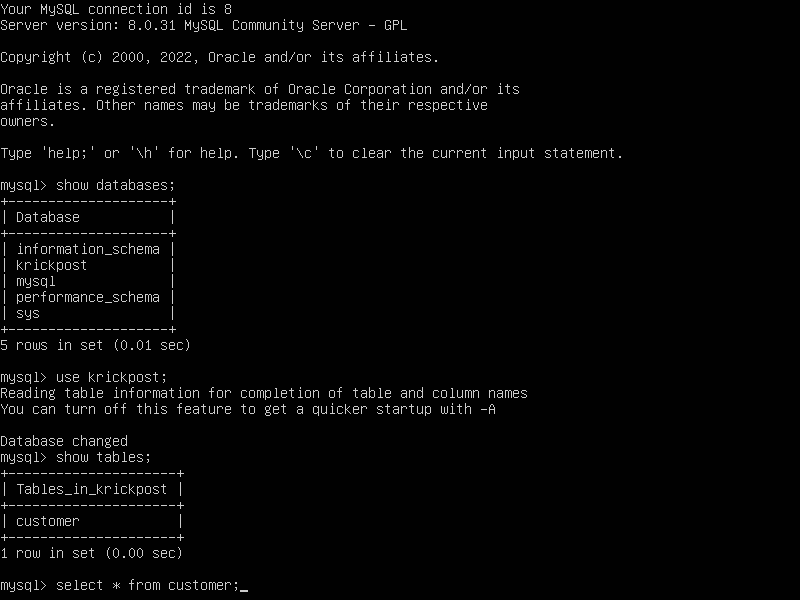 Your MySQL connection id is 8
Server version: 8.0.31 MySQL Community Server - GPL

Copyright (c) 2000, 2022, Oracle and/or its affiliates.

Oracle is a registered trademark of Oracle Corporation and/or its
affiliates. Other names may be trademarks of their respective
owners.

Type 'help;' or '\h' for help. Type '\c' to clear the current input statement.

mysql> show databases;
+--------------------+
| Database           |
+--------------------+
| information_schema |
| krickpost          |
| mysql              |
| performance_schema |
| sys                |
+--------------------+
5 rows in set (0.01 sec)

mysql> use krickpost;
Reading table information for completion of table and column names
You can turn off this feature to get a quicker startup with -A

Database changed
mysql> show tables;
+---------------------+
| Tables_in_krickpost |
+---------------------+
| customer            |
+---------------------+
1 row in set (0.00 sec)

mysql> select * from customer;_